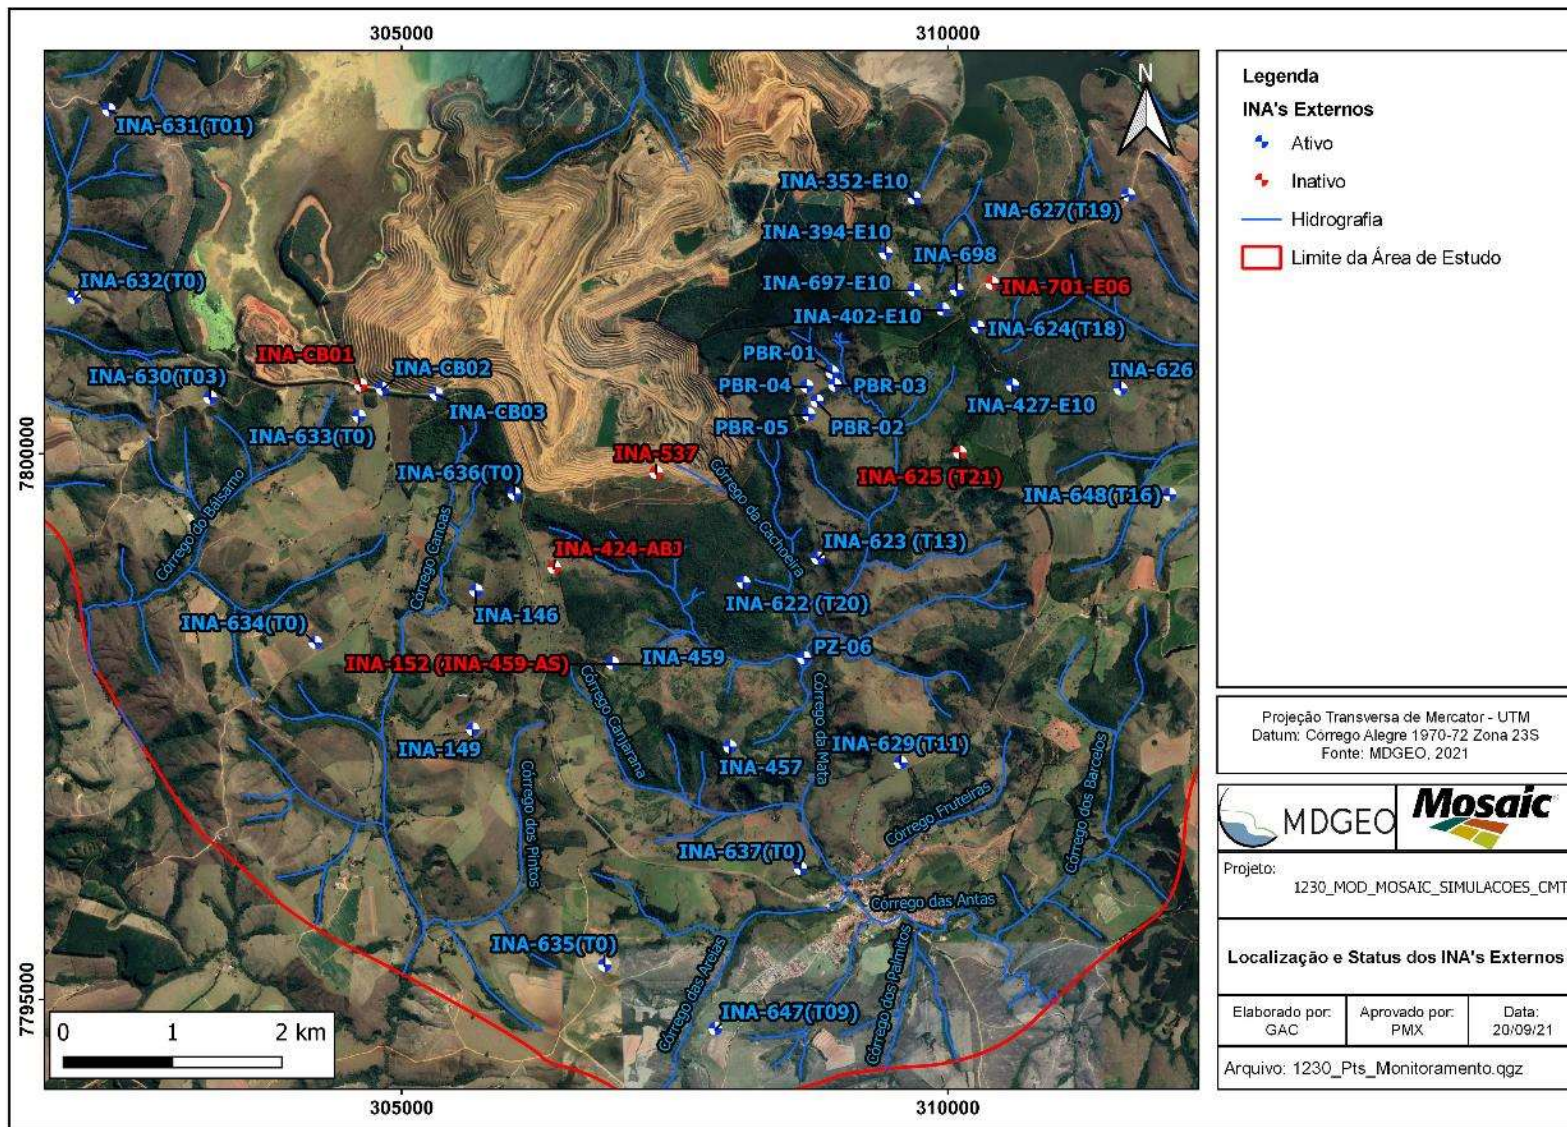 305000
310000
N
INA-631(T01)
INA-352-E10
INA-627(T19)
INA-394-E10
INA-698
INA-632(T0)
INA-697-E10
INA-701-E06
INA-402-E10
INA-624(T18)
INA-CB01
PBR-01
INA-630(T03)
INA-CB02
PBR-04
PBR-03
INA-626
INA-CB03
INA-427-E10
INA-633(T0)
PBR-05
PBR-02
780000
INA-537
INA-636(T0)
Córrego da Cachoeira
INA-625 (T21)
INA-648(T16)
Córrego do Bálsamo
Córrego Canoas
INA-623 (T13)
INA-424-ABJ
INA-622 (T20)
INA-146
INA-634(T0)
INA-152 (INA-459-AS)
INA-459
PZ-06
Córrego Canjarana
Córrego da Mata
INA-149
INA-629(T11)
INA-457
Córrego dos Pintos
Córrego Fruteiras
Córrego dos Barcelos
INA-637(T0)
Córrego das Antas
INA-635(T0)
Córrego das Areias
Córrego dos Palmitos
INA-647(T09)
7795000
0 1 2 km
305000
310000
Legenda
INA's Externos
Ativo
Inativo
Hidrografia
Limite da Área de Estudo
Projeção Transversa de Mercator - UTM
Datum: Córrego Alegre 1970-72 Zona 23S
Fonte: MDGEO, 2021
MDGEO
Mosaic
Projeto:
1230_MOD_MOSAIC_SIMULACOES_CMT
Localização e Status dos INA's Externos
Elaborado por:
GAC
Aprovado por:
PMX
Data:
20/09/21
Arquivo: 1230_Pts_Monitoramento.qgz